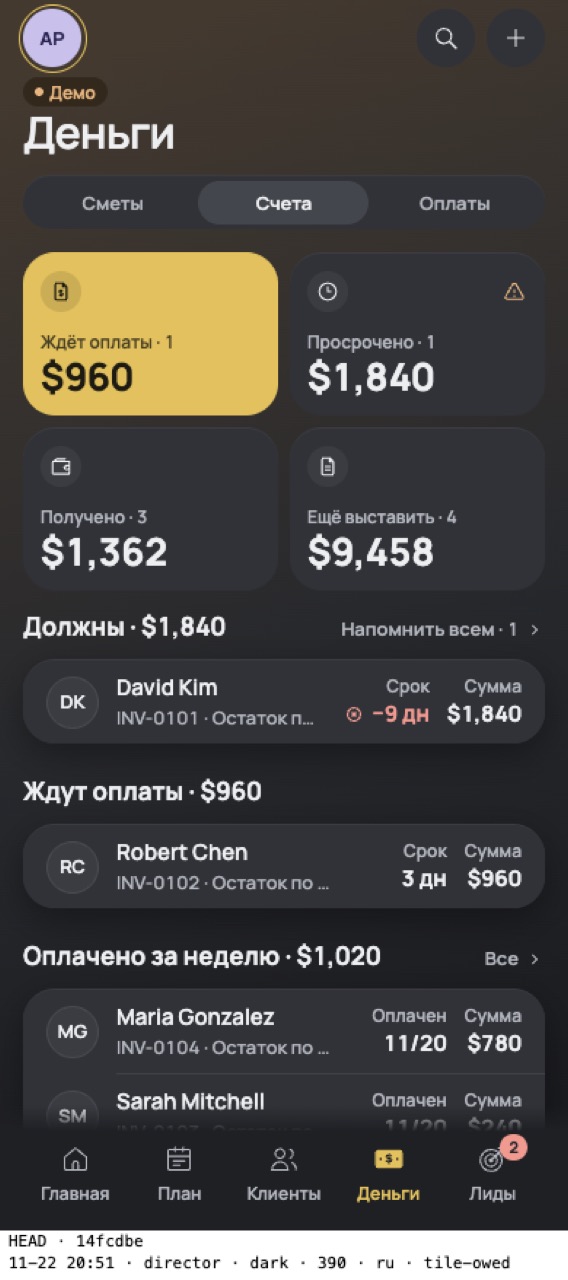 AP
Демо
Деньги
Сметы Счета Оплаты
Ждёт оплаты · 1
$960
Просрочено · 1
$1,840
Получено · 3
$1,362
Ещё выставить · 4
$9,458
Должны · $1,840 Напомнить всем · 1 >
DK David Kim Срок Сумма
INV-0101 · Остаток п... −9 дн $1,840
Ждут оплаты · $960
RC Robert Chen Срок Сумма
INV-0102 · Остаток по ... 3 дн $960
Оплачено за неделю · $1,020 Все >
MG Maria Gonzalez Оплачен Сумма
INV-0104 · Остаток по ... 11/20 $780
SM Sarah Mitchell Оплачен Сумма
11/20 $240
2
Главная План Клиенты Деньги Лиды
HEAD · 14fcdbe
11-22 20:51 · director · dark · 390 · ru · tile-owed